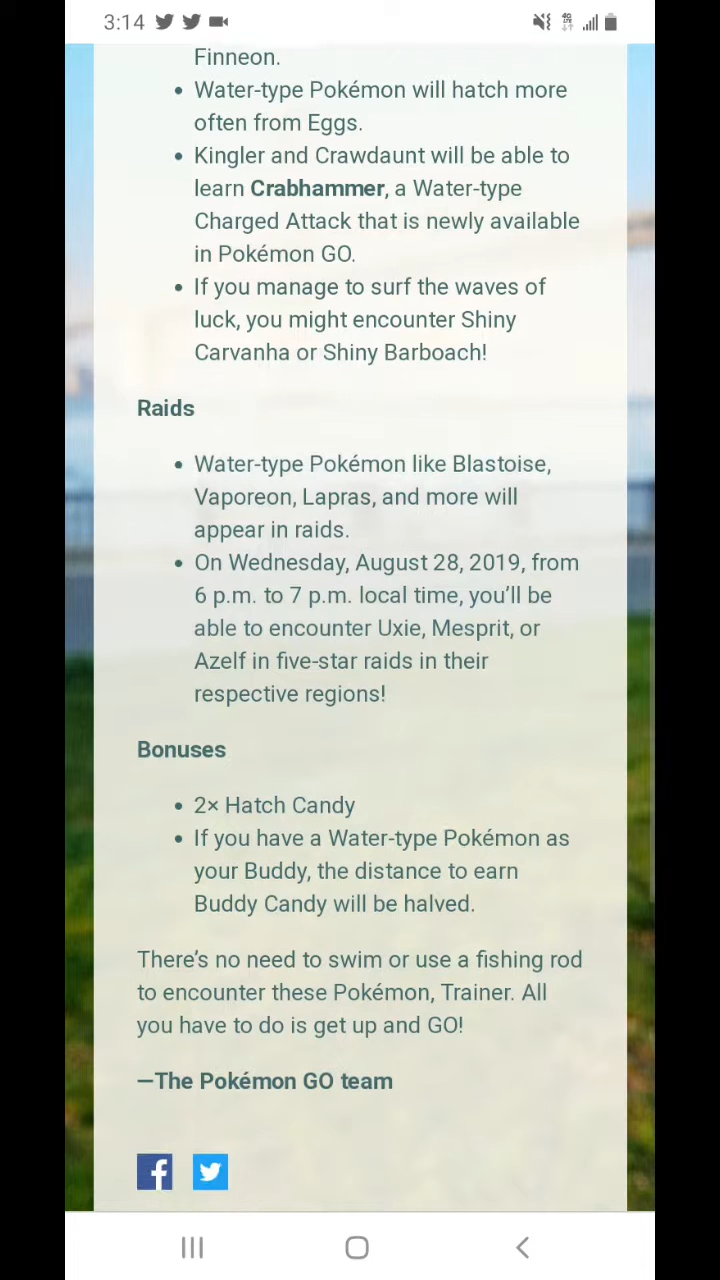 3:14
4G
Finneon.
• Water-type Pokémon will hatch more
often from Eggs.
• Kingler and Crawdaunt will be able to
learn Crabhammer, a Water-type
Charged Attack that is newly available
in Pokémon GO.
• If you manage to surf the waves of
luck, you might encounter Shiny
Carvanha or Shiny Barboach!
Raids
• Water-type Pokémon like Blastoise,
Vaporeon, Lapras, and more will
appear in raids.
• On Wednesday, August 28, 2019, from
6 p.m. to 7 p.m. local time, you’ll be
able to encounter Uxie, Mesprit, or
Azelf in five-star raids in their
respective regions!
Bonuses
• 2× Hatch Candy
• If you have a Water-type Pokémon as
your Buddy, the distance to earn
Buddy Candy will be halved.
There’s no need to swim or use a fishing rod
to encounter these Pokémon, Trainer. All
you have to do is get up and GO!
—The Pokémon GO team